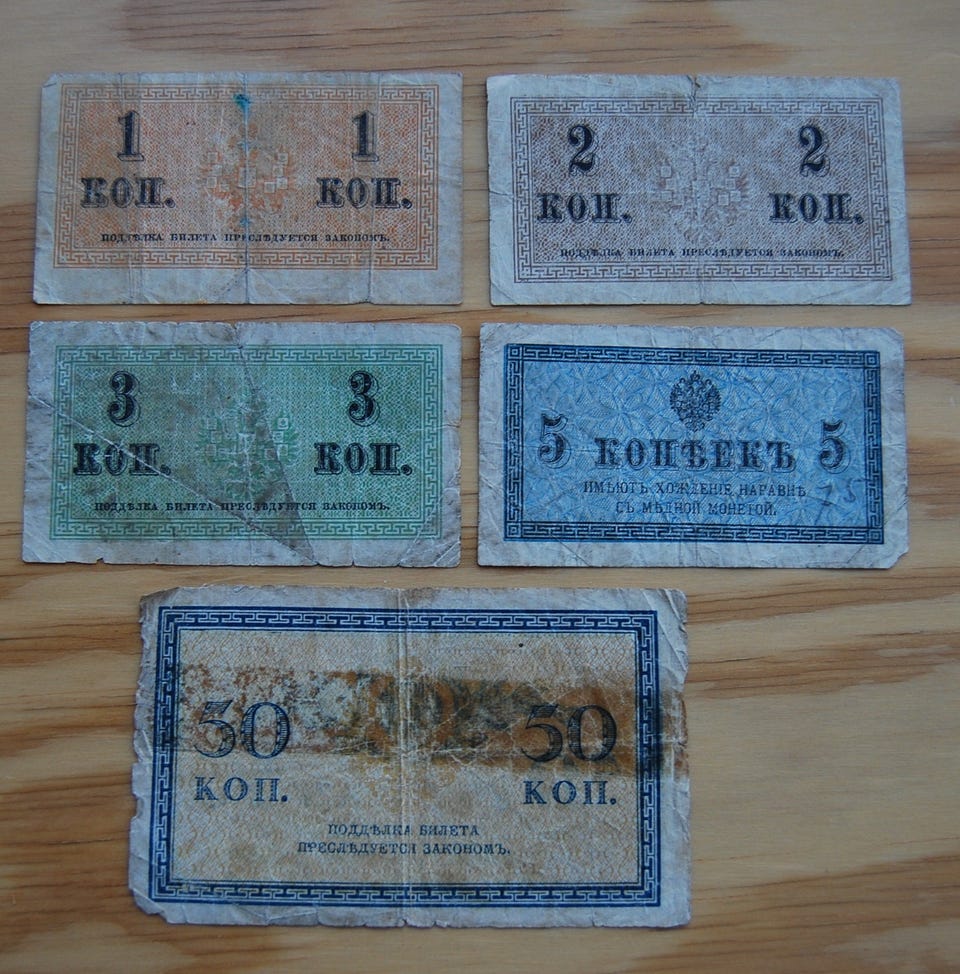 1 1
КОП. КОП.
ПОДДѢЛКА БИЛЕТА ПРЕСЛѢДУЕТСЯ ЗАКОНОМЪ.
2 2
КОП. КОП.
ПОДДѢЛКА БИЛЕТА ПРЕСЛѢДУЕТСЯ ЗАКОНОМЪ.
3 3
КОП. КОП.
ПОДДѢЛКА БИЛЕТА ПРЕСЛѢДУЕТСЯ ЗАКОНОМЪ.
5 КОПѢЕКЪ 5
ИМѢЮТЪ ХОЖДЕНІЕ НАРАВНѢ
СЪ МѢДНОЙ МОНЕТОЙ.
50 50
КОП. КОП.
ПОДДѢЛКА БИЛЕТА
ПРЕСЛѢДУЕТСЯ ЗАКОНОМЪ.